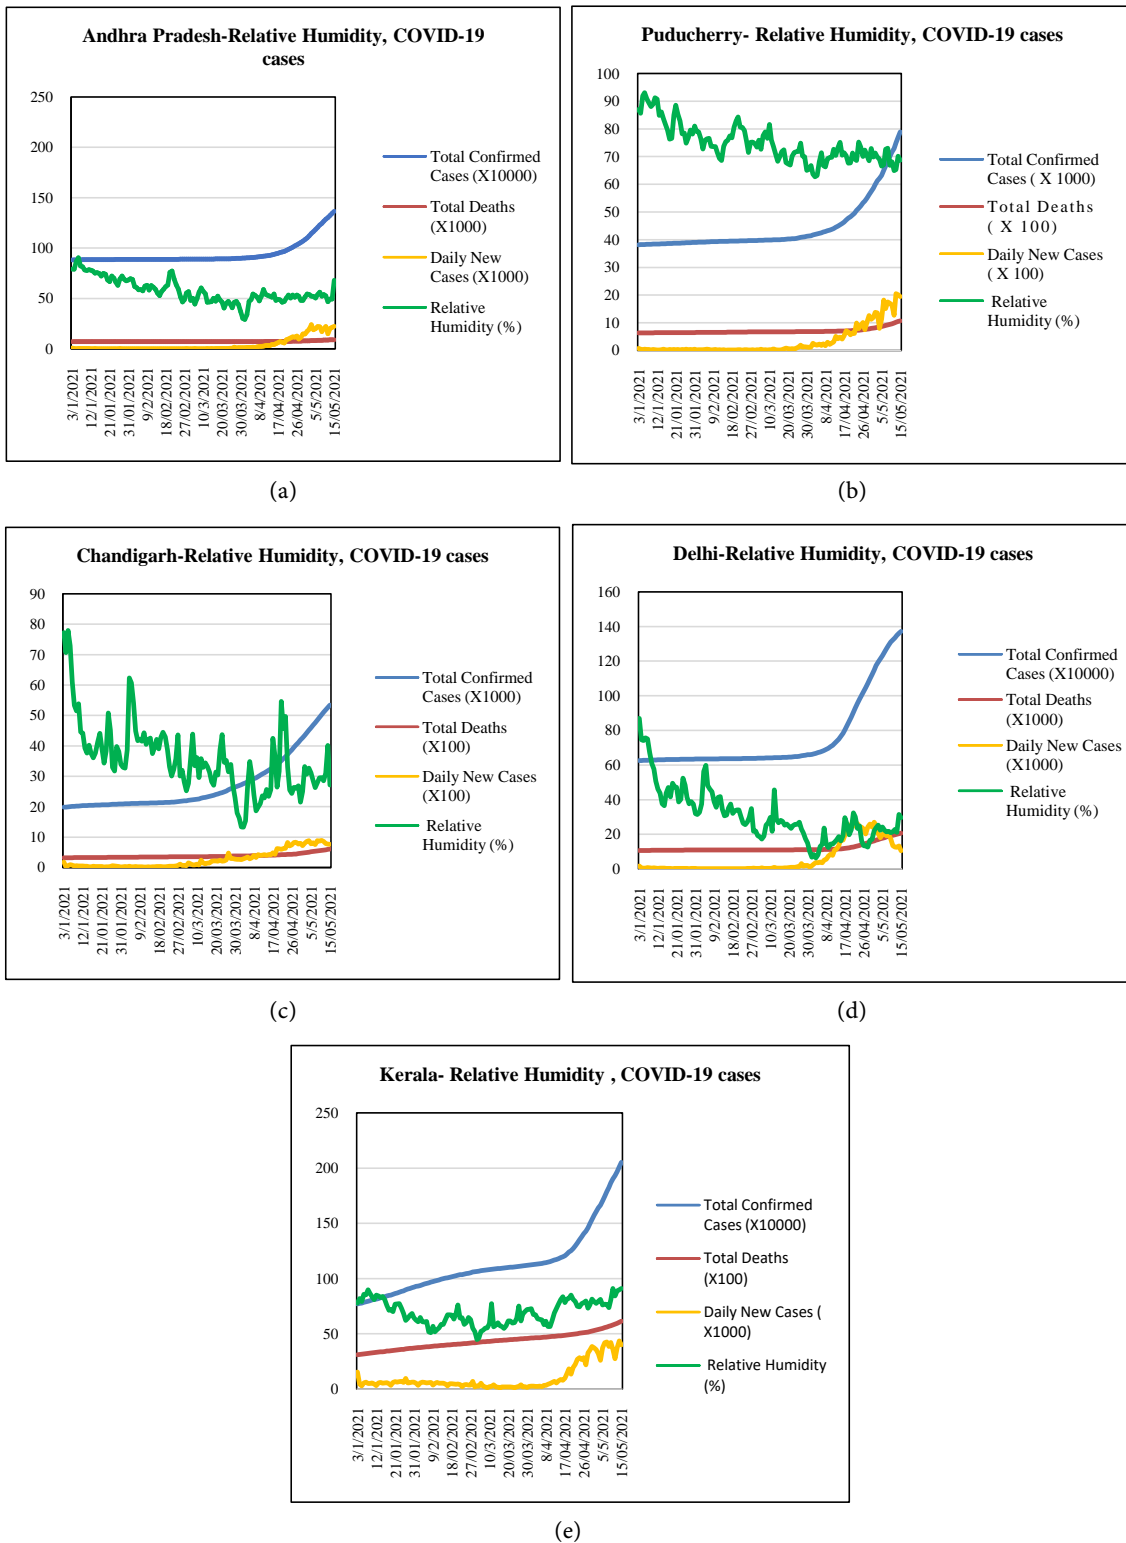 Andhra Pradesh-Relative Humidity, COVID-19
cases
250
200
150
100
50
0
3/1/2021
12/1/2021
21/01/2021
31/01/2021
9/2/2021
18/02/2021
27/02/2021
10/3/2021
20/03/2021
30/03/2021
8/4/2021
17/04/2021
26/04/2021
5/5/2021
15/05/2021
Total Confirmed
Cases (X10000)
Total Deaths
(X1000)
Daily New
Cases (X1000)
Relative
Humidity (%)
(a)
Puducherry- Relative Humidity, COVID-19 cases
100
90
80
70
60
50
40
30
20
10
0
3/1/2021
12/1/2021
21/01/2021
31/01/2021
9/2/2021
18/02/2021
27/02/2021
10/3/2021
20/03/2021
30/03/2021
8/4/2021
17/04/2021
26/04/2021
5/5/2021
15/05/2021
Total Confirmed
Cases ( X 1000)
Total Deaths
( X 100)
Daily New Cases
( X 100)
Relative
Humidity (%)
(b)
Chandigarh-Relative Humidity, COVID-19 cases
90
80
70
60
50
40
30
20
10
0
3/1/2021
12/1/2021
21/01/2021
31/01/2021
9/2/2021
18/02/2021
27/02/2021
10/3/2021
20/03/2021
30/03/2021
8/4/2021
17/04/2021
26/04/2021
5/5/2021
15/05/2021
Total Confirmed
Cases (X1000)
Total Deaths
(X100)
Daily New Cases
(X100)
Relative
Humidity (%)
(c)
Delhi-Relative Humidity, COVID-19 cases
160
140
120
100
80
60
40
20
0
3/1/2021
12/1/2021
21/01/2021
31/01/2021
9/2/2021
18/02/2021
27/02/2021
10/3/2021
20/03/2021
30/03/2021
8/4/2021
17/04/2021
26/04/2021
5/5/2021
15/05/2021
Total Confirmed
Cases (X10000)
Total Deaths
(X1000)
Daily New Cases
(X1000)
Relative
Humidity (%)
(d)
Kerala- Relative Humidity , COVID-19 cases
250
200
150
100
50
0
3/1/2021
12/1/2021
21/01/2021
31/01/2021
9/2/2021
18/02/2021
27/02/2021
10/3/2021
20/03/2021
30/03/2021
8/4/2021
17/04/2021
26/04/2021
5/5/2021
15/05/2021
Total Confirmed
Cases (X10000)
Total Deaths
(X100)
Daily New Cases (
X1000)
Relative Humidity
(%)
(e)